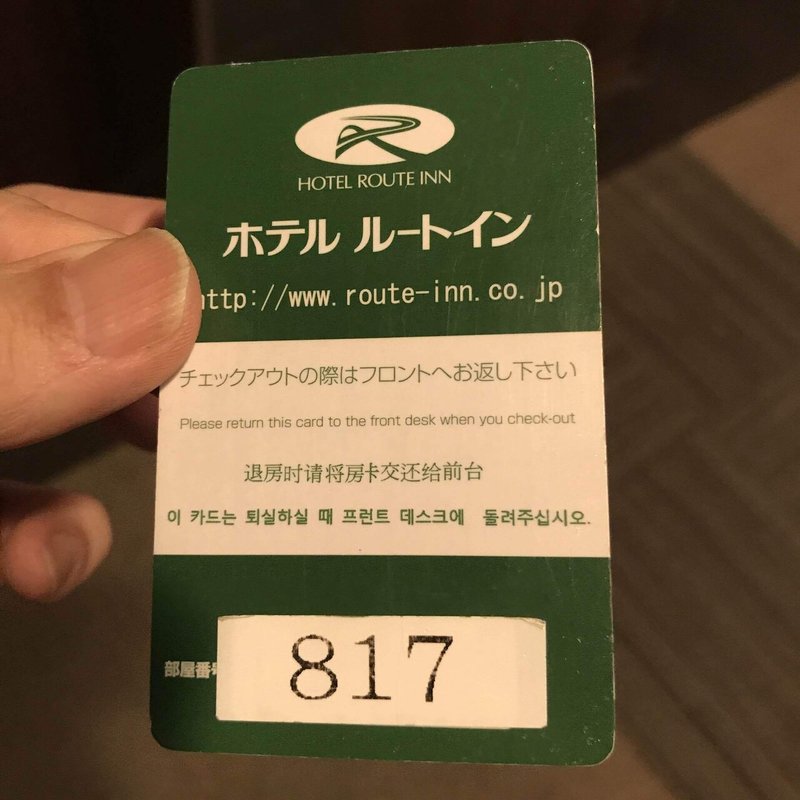 HOTEL ROUTE INN
ホテル ルートイン
http://www.route-inn.co.jp
チェックアウトの際はフロントへお返し下さい
Please return this card to the front desk when you check-out
退房时请将房卡交还给前台
이 카드는 퇴실하실 때 프런트 데스크에 돌려주십시오.
部屋番号
817